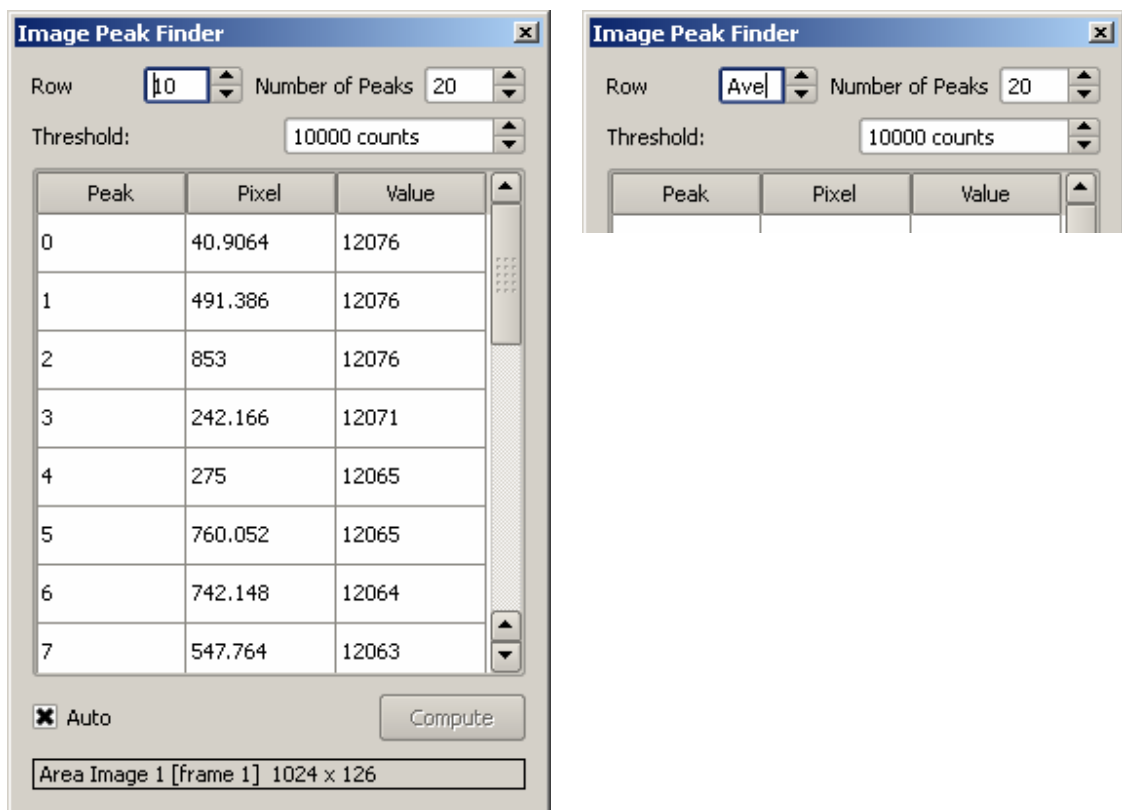 Image Peak Finder
Row 10 Number of Peaks 20
Threshold: 10000 counts
Peak Pixel Value
0 40.9064 12076
1 491.386 12076
2 853 12076
3 242.166 12071
4 275 12065
5 760.052 12065
6 742.148 12064
7 547.764 12063
Auto Compute
Area Image 1 [frame 1] 1024 x 126
Image Peak Finder
Row Ave Number of Peaks 20
Threshold: 10000 counts
Peak Pixel Value